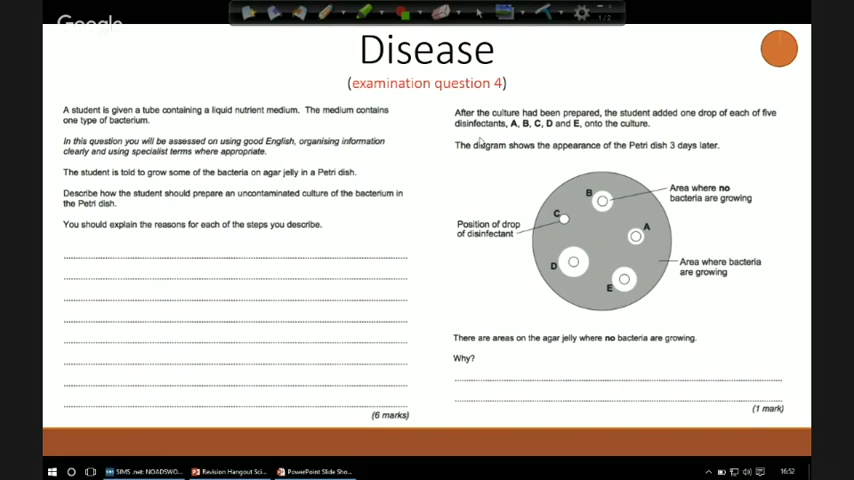 Google
1 / 2
Disease
(examination question 4)
A student is given a tube containing a liquid nutrient medium. The medium contains
one type of bacterium.
In this question you will be assessed on using good English, organising information
clearly and using specialist terms where appropriate.
The student is told to grow some of the bacteria on agar jelly in a Petri dish.
Describe how the student should prepare an uncontaminated culture of the bacterium in
the Petri dish.
You should explain the reasons for each of the steps you describe.
(6 marks)
After the culture had been prepared, the student added one drop of each of five
disinfectants, A, B, C, D and E, onto the culture.
The diagram shows the appearance of the Petri dish 3 days later.
B
Area where no
bacteria are growing
C
A
Position of drop
of disinfectant
D
E
Area where bacteria
are growing
There are areas on the agar jelly where no bacteria are growing.
Why?
(1 mark)
SIMS .net: NOADSWO...
Revision Hangout Sci...
PowerPoint Slide Sho...
16:52